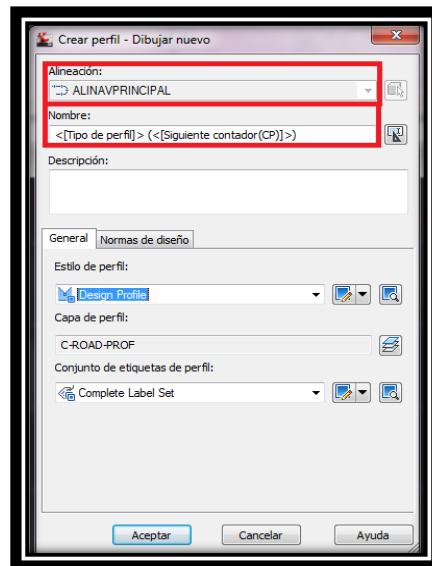 Crear perfil - Dibujar nuevo
Alineación:
ALINAVPRINCIPAL
Nombre:
<[Tipo de perfil]> (<[Siguiente contador(CP)]>)
Descripción:
General Normas de diseño
Estilo de perfil:
Design Profile
Capa de perfil:
C-ROAD-PROF
Conjunto de etiquetas de perfil:
Complete Label Set
Aceptar Cancelar Ayuda